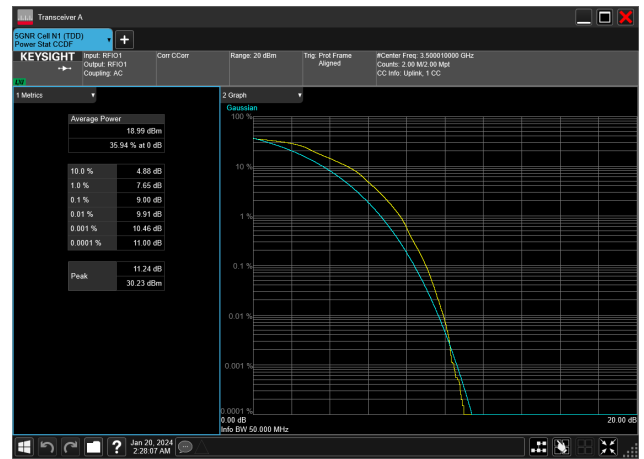 Transceiver A
5GNR Cell N1 (TDD)
Power Stat CCDF
KEYSIGHT
Input: RFIO1
Output: RFIO1
Coupling: AC
Corr CCorr
Range: 20 dBm
Trig: Prot Frame
Aligned
#Center Freq: 3.500010000 GHz
Counts: 2.00 M/2.00 Mpt
CC Info: Uplink, 1 CC
1 Metrics
Average Power
18.99 dBm
35.94 % at 0 dB
10.0 % 4.88 dB
1.0 % 7.65 dB
0.1 % 9.00 dB
0.01 % 9.91 dB
0.001 % 10.46 dB
0.0001 % 11.00 dB
Peak 11.24 dB
30.23 dBm
2 Graph
Gaussian
100 %
10 %
1 %
0.1 %
0.01 %
0.001 %
0.0001 %
0.00 dB 20.00 dB
Info BW 50.000 MHz
Jan 20, 2024
2:28:07 AM